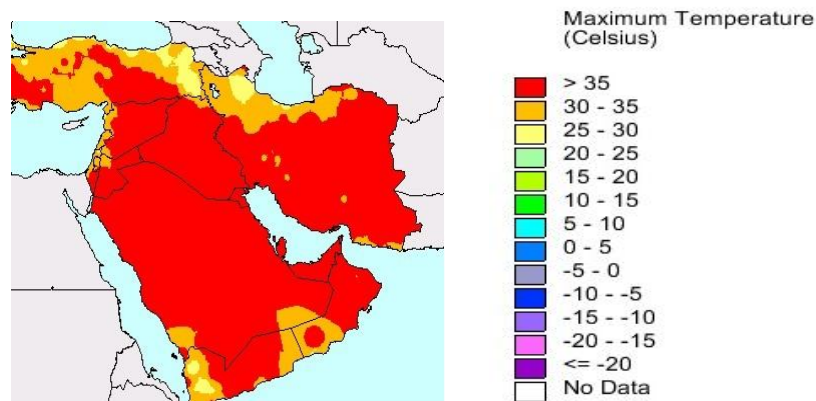 Maximum Temperature
(Celsius)
> 35
30 - 35
25 - 30
20 - 25
15 - 20
10 - 15
5 - 10
0 - 5
-5 - 0
-10 - -5
-15 - -10
-20 - -15
<= -20
No Data